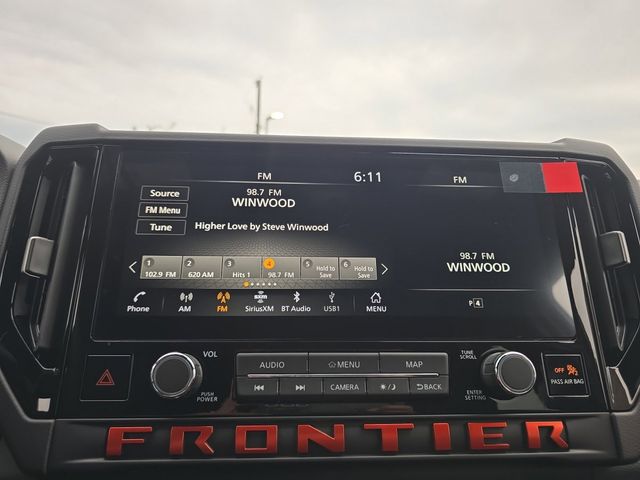 FM 6:11 FM
Source
98.7 FM
WINWOOD
FM Menu
Tune
Higher Love by Steve Winwood
1 102.9 FM
2 620 AM
3 Hits 1
4 98.7 FM
5 Hold to Save
6 Hold to Save
98.7 FM
WINWOOD
P 4
Phone AM FM SiriusXM BT Audio USB1 MENU
VOL
PUSH
POWER
AUDIO MENU MAP
CAMERA BACK
TUNE
SCROLL
ENTER
SETTING
OFF
PASS AIR BAG
FRONTIER